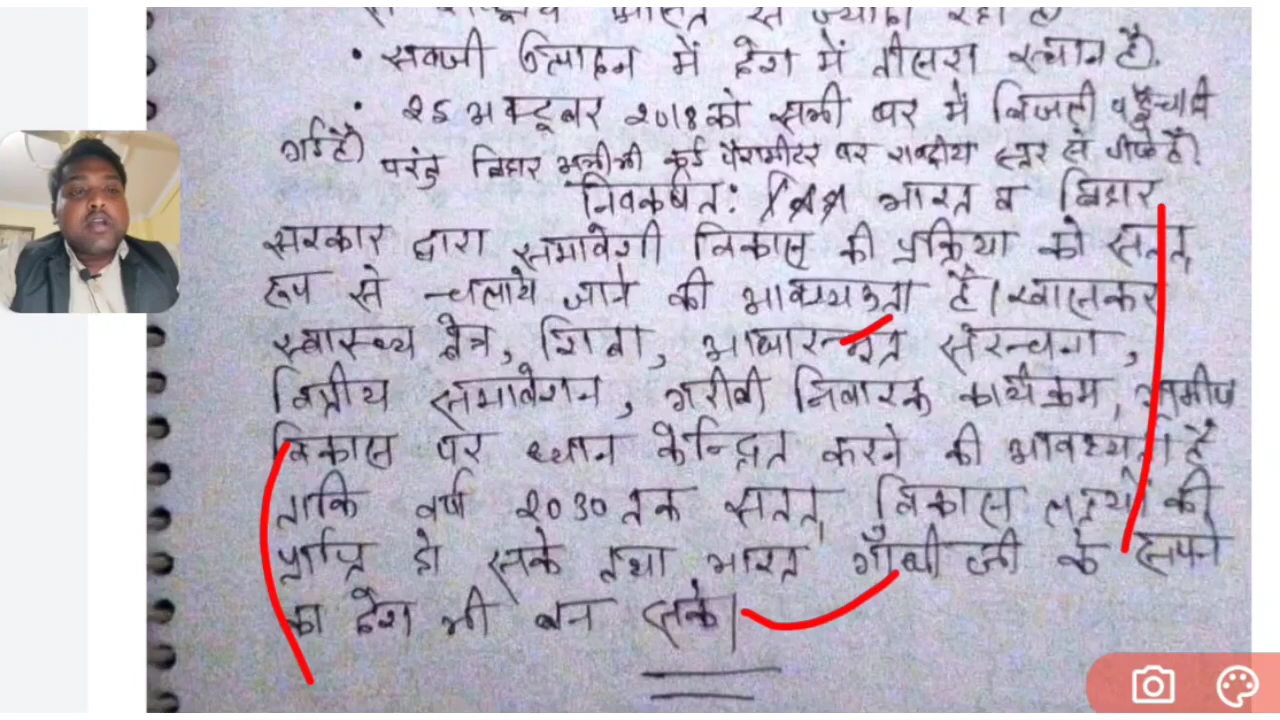 • सब्जी उत्पादन में देश में तीसरा स्थान है।
• 25 अक्टूबर 2018 को सभी घर में बिजली पहुँचायी
गई है। परंतु बिहार अभी भी कई पैरामीटर पर राष्ट्रीय स्तर से पीछे है।
निष्कर्षत: भारत व बिहार
सरकार द्वारा समावेशी विकास की प्रक्रिया को सतत्
रूप से चलाये जाने की आवश्यकता है। खासकर
स्वास्थ्य क्षेत्र, शिक्षा, आधारभूत संरचना,
वित्तीय समावेशन, गरीबी निवारक कार्यक्रम, ग्रामीण
विकास पर ध्यान केन्द्रित करने की आवश्यता है
ताकि वर्ष 2030 तक सतत् विकास लक्ष्यों की
प्राप्ति हो सके तथा भारत गाँधी जी के सपने
का देश भी बन सके।